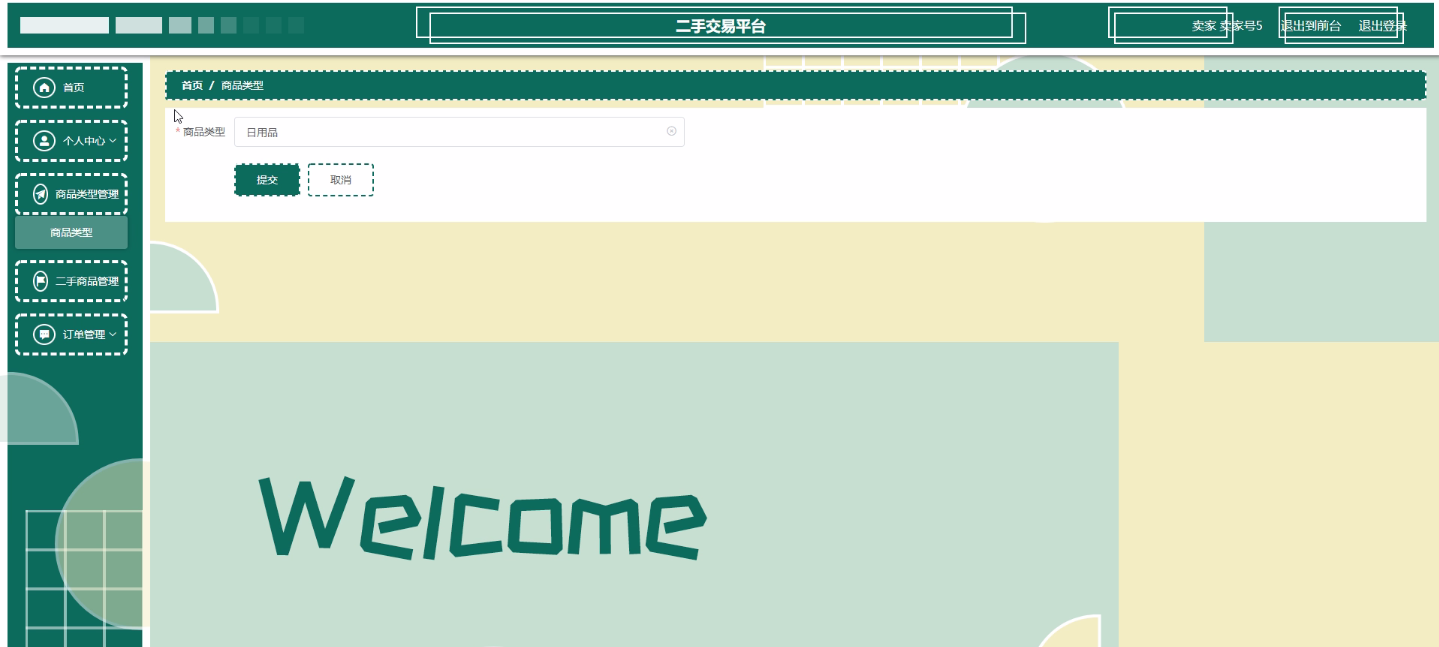 二手交易平台
卖家 卖家号5 退出到前台 退出登录
首页
个人中心
商品类型管理
商品类型
二手商品管理
订单管理
首页 / 商品类型
* 商品类型 日用品
提交 取消
Welcome